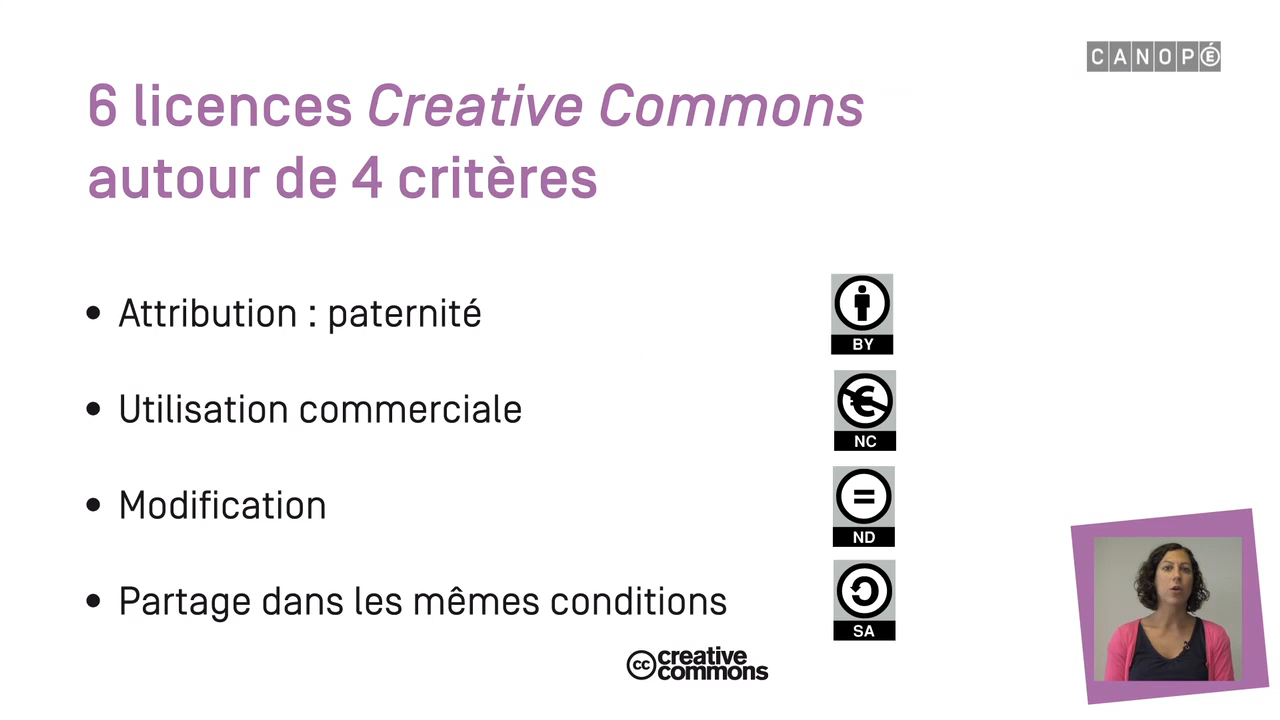 CANOPÉ
6 licences Creative Commons
autour de 4 critères
• Attribution : paternité
BY
• Utilisation commerciale
€
NC
• Modification
=
ND
• Partage dans les mêmes conditions
SA
cc creative
commons